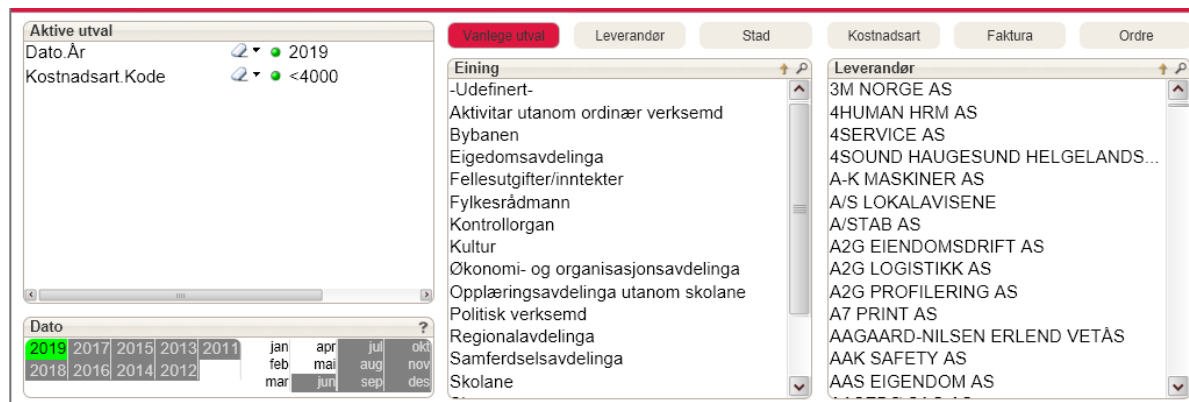 Aktive utval
Dato.År 2019
Kostnadsart.Kode <4000
Vanlege utval Leverandør Stad Kostnadsart Faktura Ordre
Eining
-Udefinert-
Aktivitar utanom ordinær verksemd
Bybanen
Eigedomsavdelinga
Fellesutgifter/inntekter
Fylkesrådmann
Kontrollorgan
Kultur
Økonomi- og organisasjonsavdelinga
Opplæringsavdelinga utanom skolane
Politisk verksemd
Regionalavdelinga
Samferdselsavdelinga
Skolane
Leverandør
3M NORGE AS
4HUMAN HRM AS
4SERVICE AS
4SOUND HAUGESUND HELGELANDS...
A-K MASKINER AS
A/S LOKALAVISENE
A/STAB AS
A2G EIENDOMSDRIFT AS
A2G LOGISTIKK AS
A2G PROFILERING AS
A7 PRINT AS
AAGAARD-NILSEN ERLEND VETÅS
AAK SAFETY AS
AAS EIGENDOM AS
Dato ?
2019 2017 2015 2013 2011 jan apr jul okt
2018 2016 2014 2012 feb mai aug nov
mar jun sep des